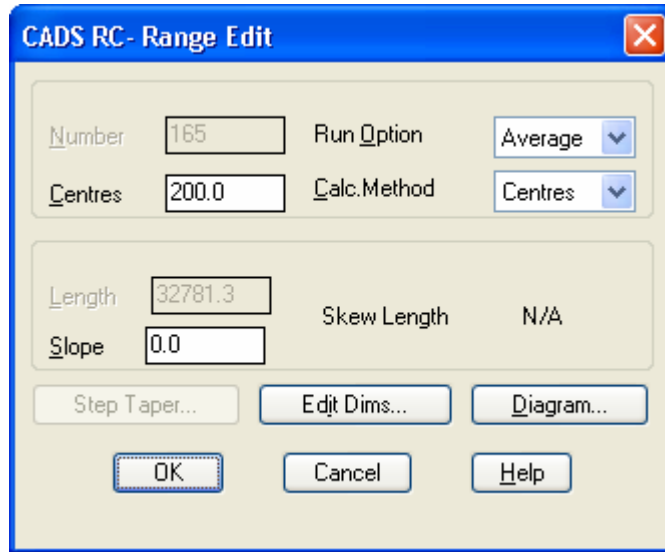 CADS RC- Range Edit
Number 165 Run Option Average
Centres 200.0 Calc.Method Centres
Length 32781.3 Skew Length N/A
Slope 0.0
Step Taper... Edit Dims... Diagram...
OK Cancel Help